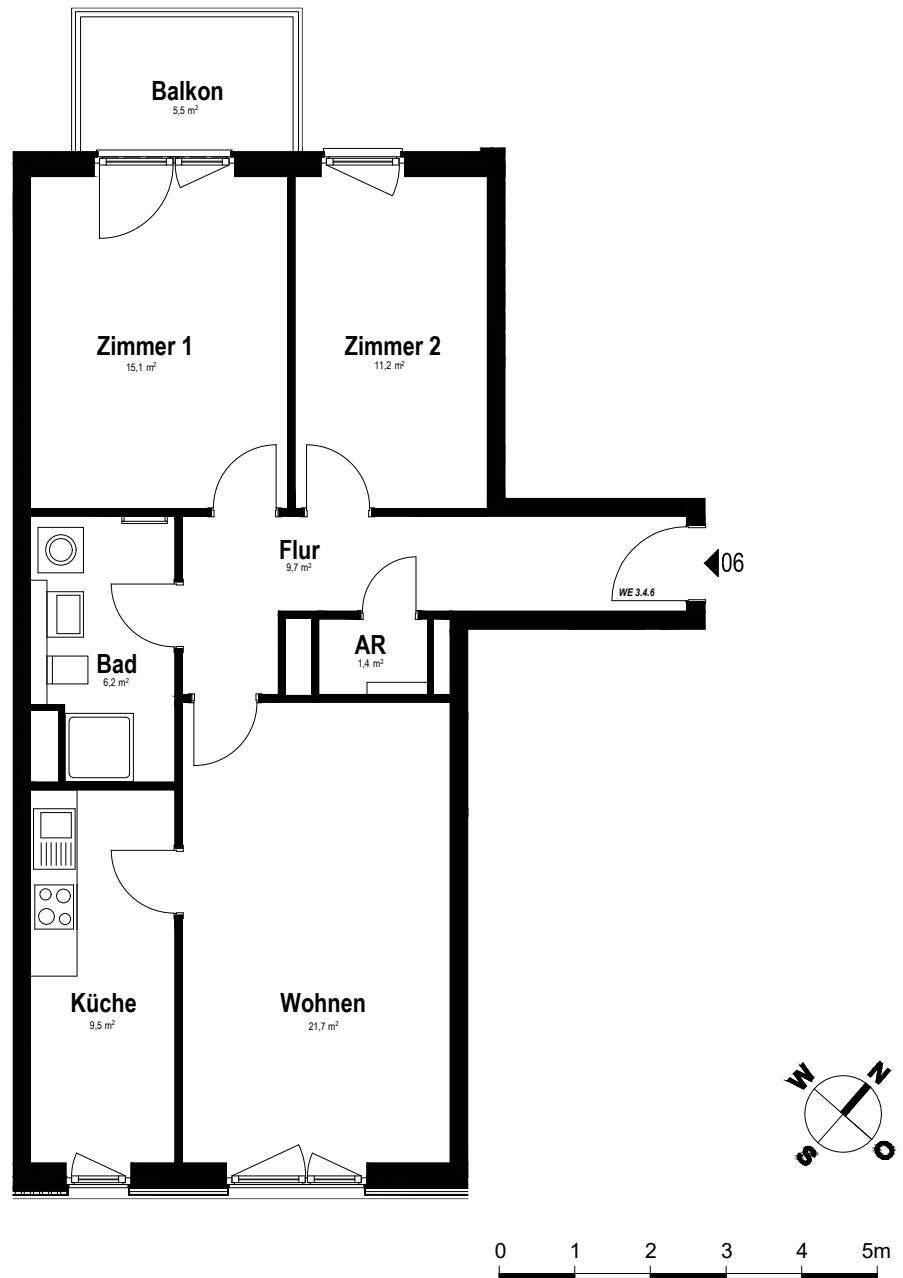 Balkon
5,5 m²
Zimmer 1
15,1 m²
Zimmer 2
11,2 m²
Flur
9,7 m²
06
WE 3.4.6
AR
1,4 m²
Bad
6,2 m²
Küche
9,5 m²
Wohnen
21,7 m²
W N
S O
0 1 2 3 4 5m